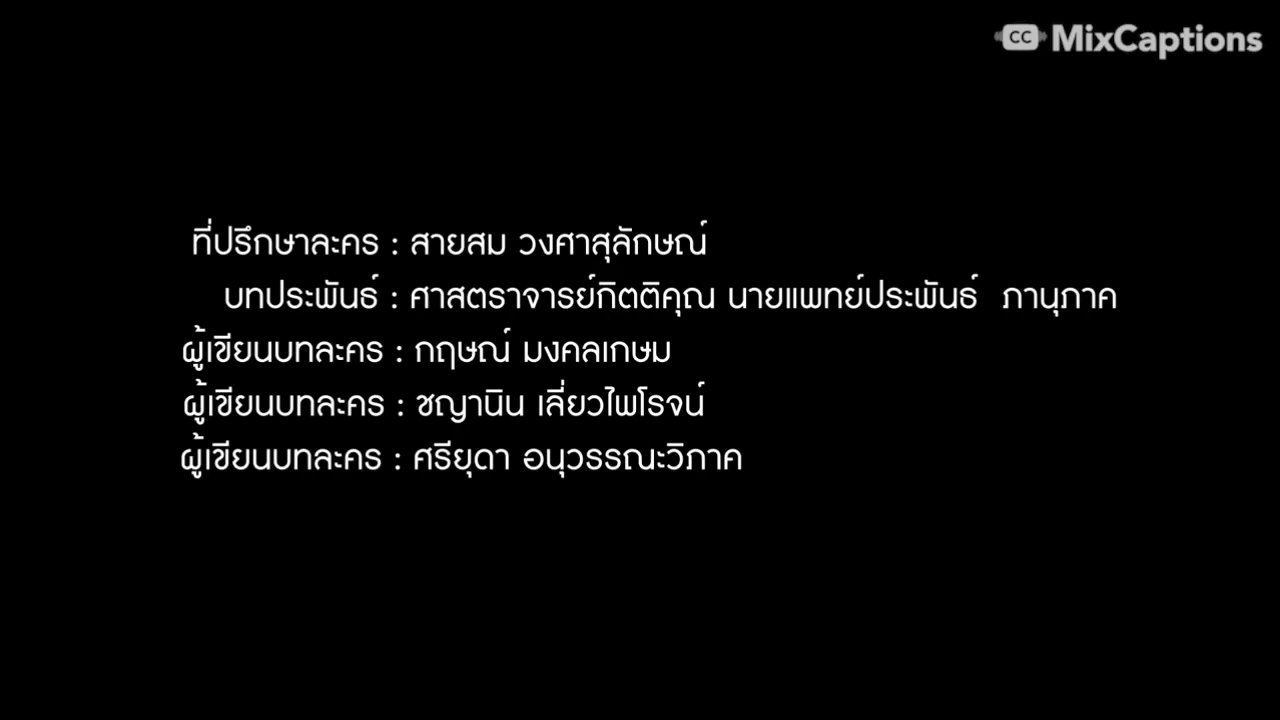 MixCaptions
ที่ปรึกษาละคร : สายสม วงศาสุลักษณ์
บทประพันธ์ : ศาสตราจารย์กิตติคุณ นายแพทย์ประพันธ์ ภานุภาค
ผู้เขียนบทละคร : กฤษณ์ มงคลเกษม
ผู้เขียนบทละคร : ชญานิน เลี่ยวไพโรจน์
ผู้เขียนบทละคร : ศรียุดา อนุวรรณะวิภาค